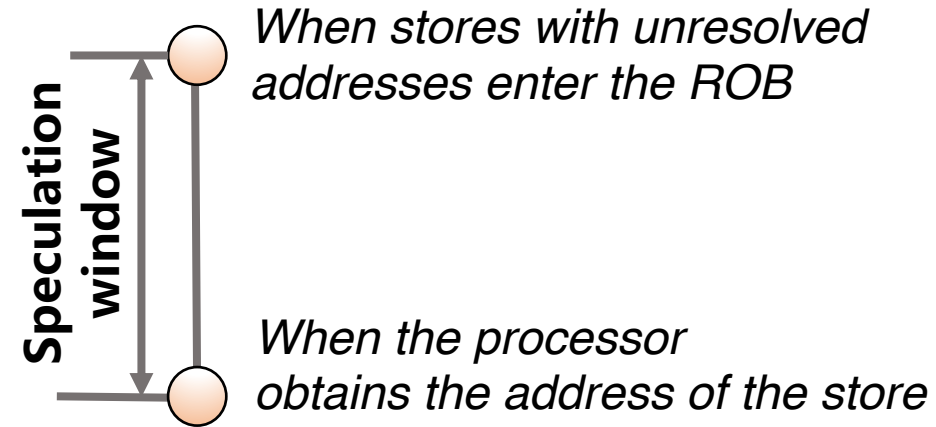 When stores with unresolved
addresses enter the ROB
Speculation
window
When the processor
obtains the address of the store